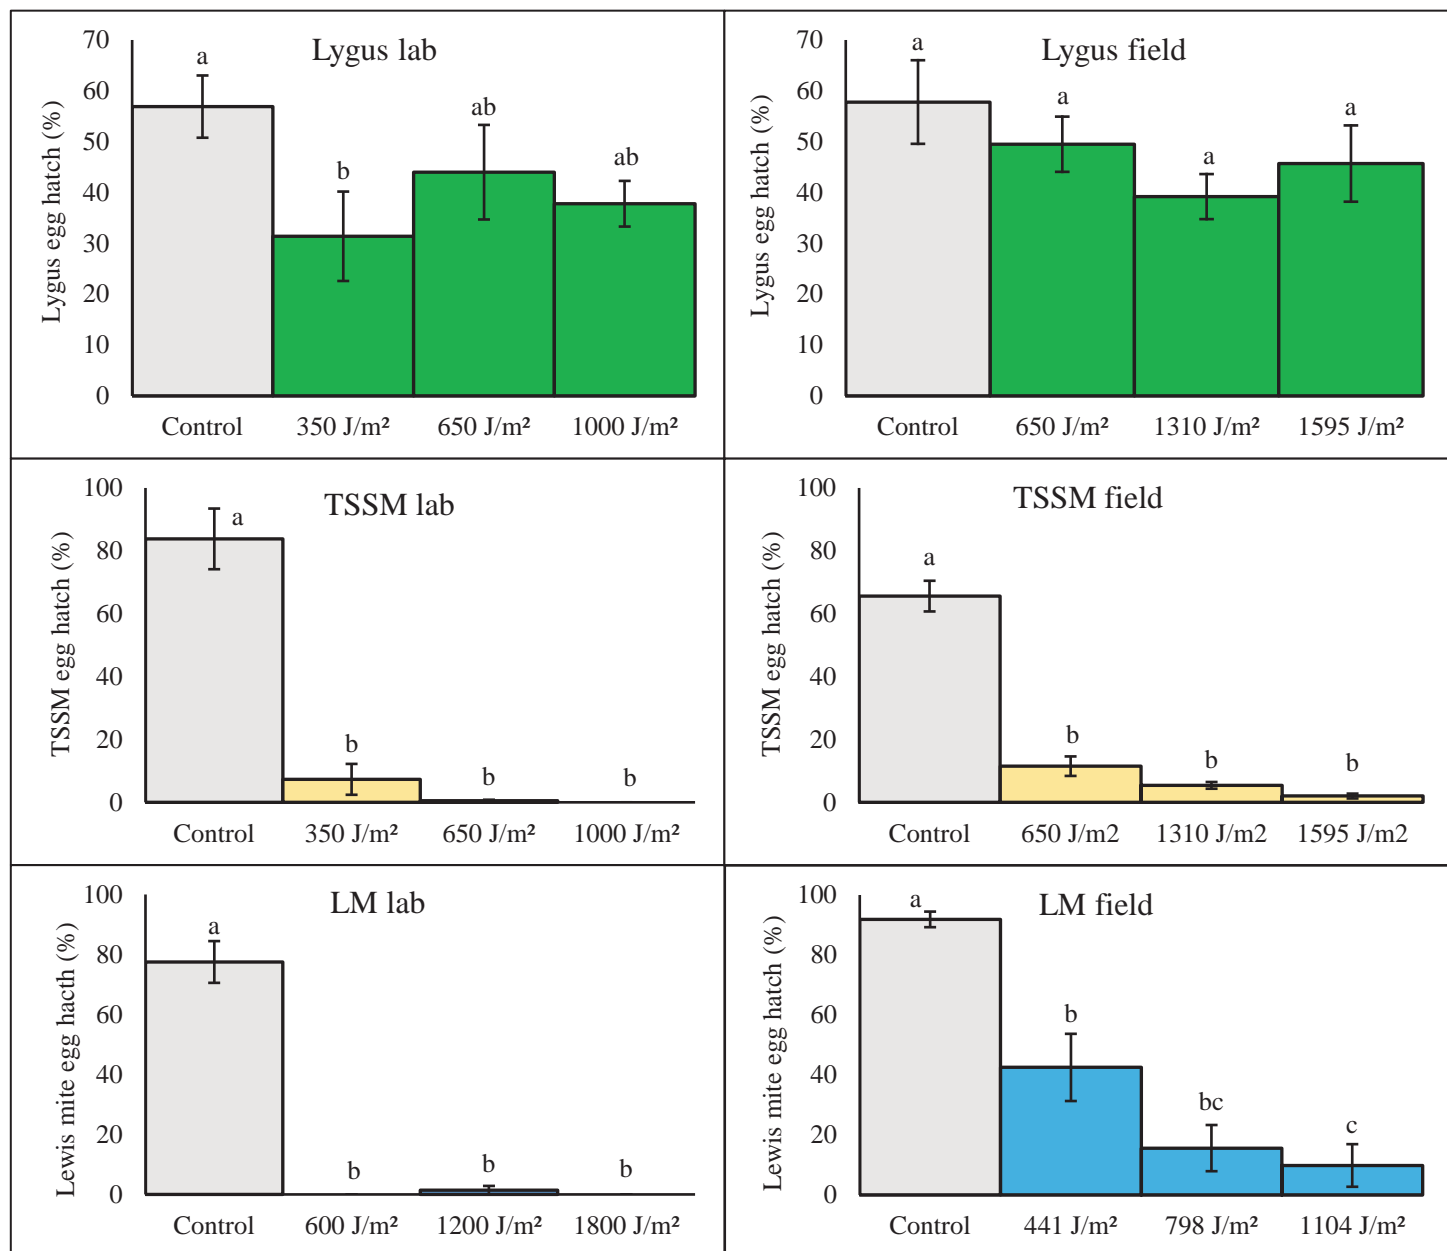 Lygus lab
Lygus egg hatch (%)
70
60
50
40
30
20
10
0
a
b
ab
ab
Control
350 J/m²
650 J/m²
1000 J/m²
Lygus field
Lygus egg hatch (%)
70
60
50
40
30
20
10
0
a
a
a
a
Control
650 J/m²
1310 J/m²
1595 J/m²
TSSM lab
TSSM egg hatch (%)
100
80
60
40
20
0
a
b
b
b
Control
350 J/m²
650 J/m²
1000 J/m²
TSSM field
TSSM egg hatch (%)
100
80
60
40
20
0
a
b
b
b
Control
650 J/m2
1310 J/m2
1595 J/m2
LM lab
Lewis mite egg hacth (%)
100
80
60
40
20
0
a
b
b
b
Control
600 J/m²
1200 J/m²
1800 J/m²
LM field
Lewis mite egg hatch (%)
100
80
60
40
20
0
a
b
bc
c
Control
441 J/m²
798 J/m²
1104 J/m²